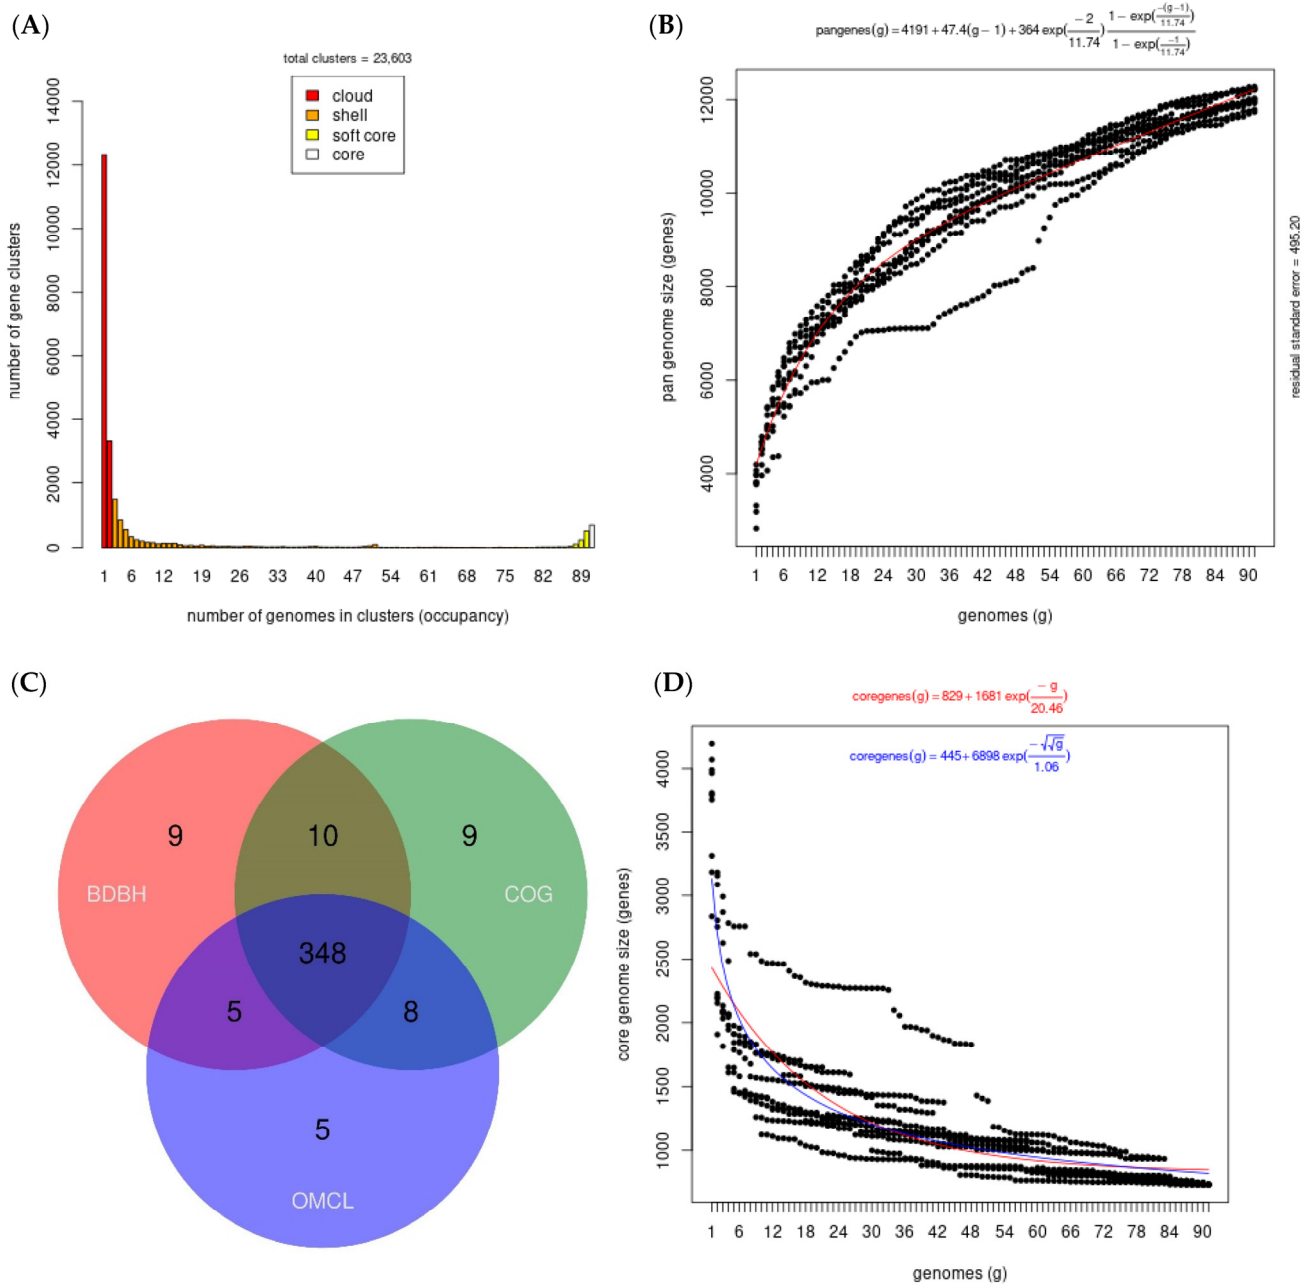 (A)
total clusters = 23,603
cloud
shell
soft core
core
number of gene clusters
0 2000 4000 6000 8000 10000 12000 14000
1 6 12 19 26 33 40 47 54 61 68 75 82 89
number of genomes in clusters (occupancy)
(B)
pangenes(g) = 4191 + 47.4(g − 1) + 364 exp(−2/11.74) (1 − exp(−(g−1)/11.74))/(1 − exp(−1/11.74))
pan genome size (genes)
4000 6000 8000 10000 12000
1 6 12 18 24 30 36 42 48 54 60 66 72 78 84 90
genomes (g)
residual standard error = 495.20
(C)
9
10
9
BDBH
COG
348
5
8
5
OMCL
(D)
coregenes(g) = 829 + 1681 exp(−g/20.46)
coregenes(g) = 445+ 6898 exp(−√√g/1.06)
core genome size (genes)
1000 1500 2000 2500 3000 3500 4000
1 6 12 18 24 30 36 42 48 54 60 66 72 78 84 90
genomes (g)